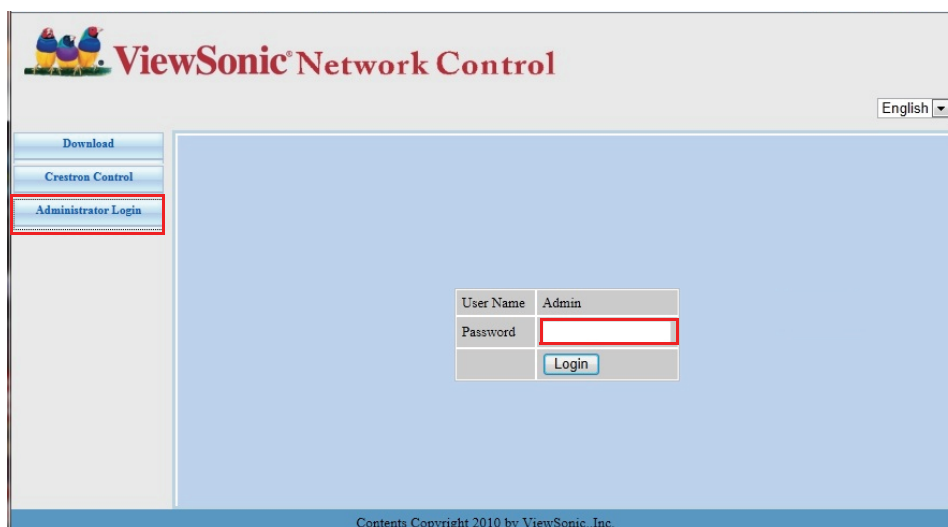 ViewSonic® Network Control
English
Download
Crestron Control
Administrator Login
User Name Admin
Password
Login
Contents Copyright 2010 by ViewSonic.,Inc.